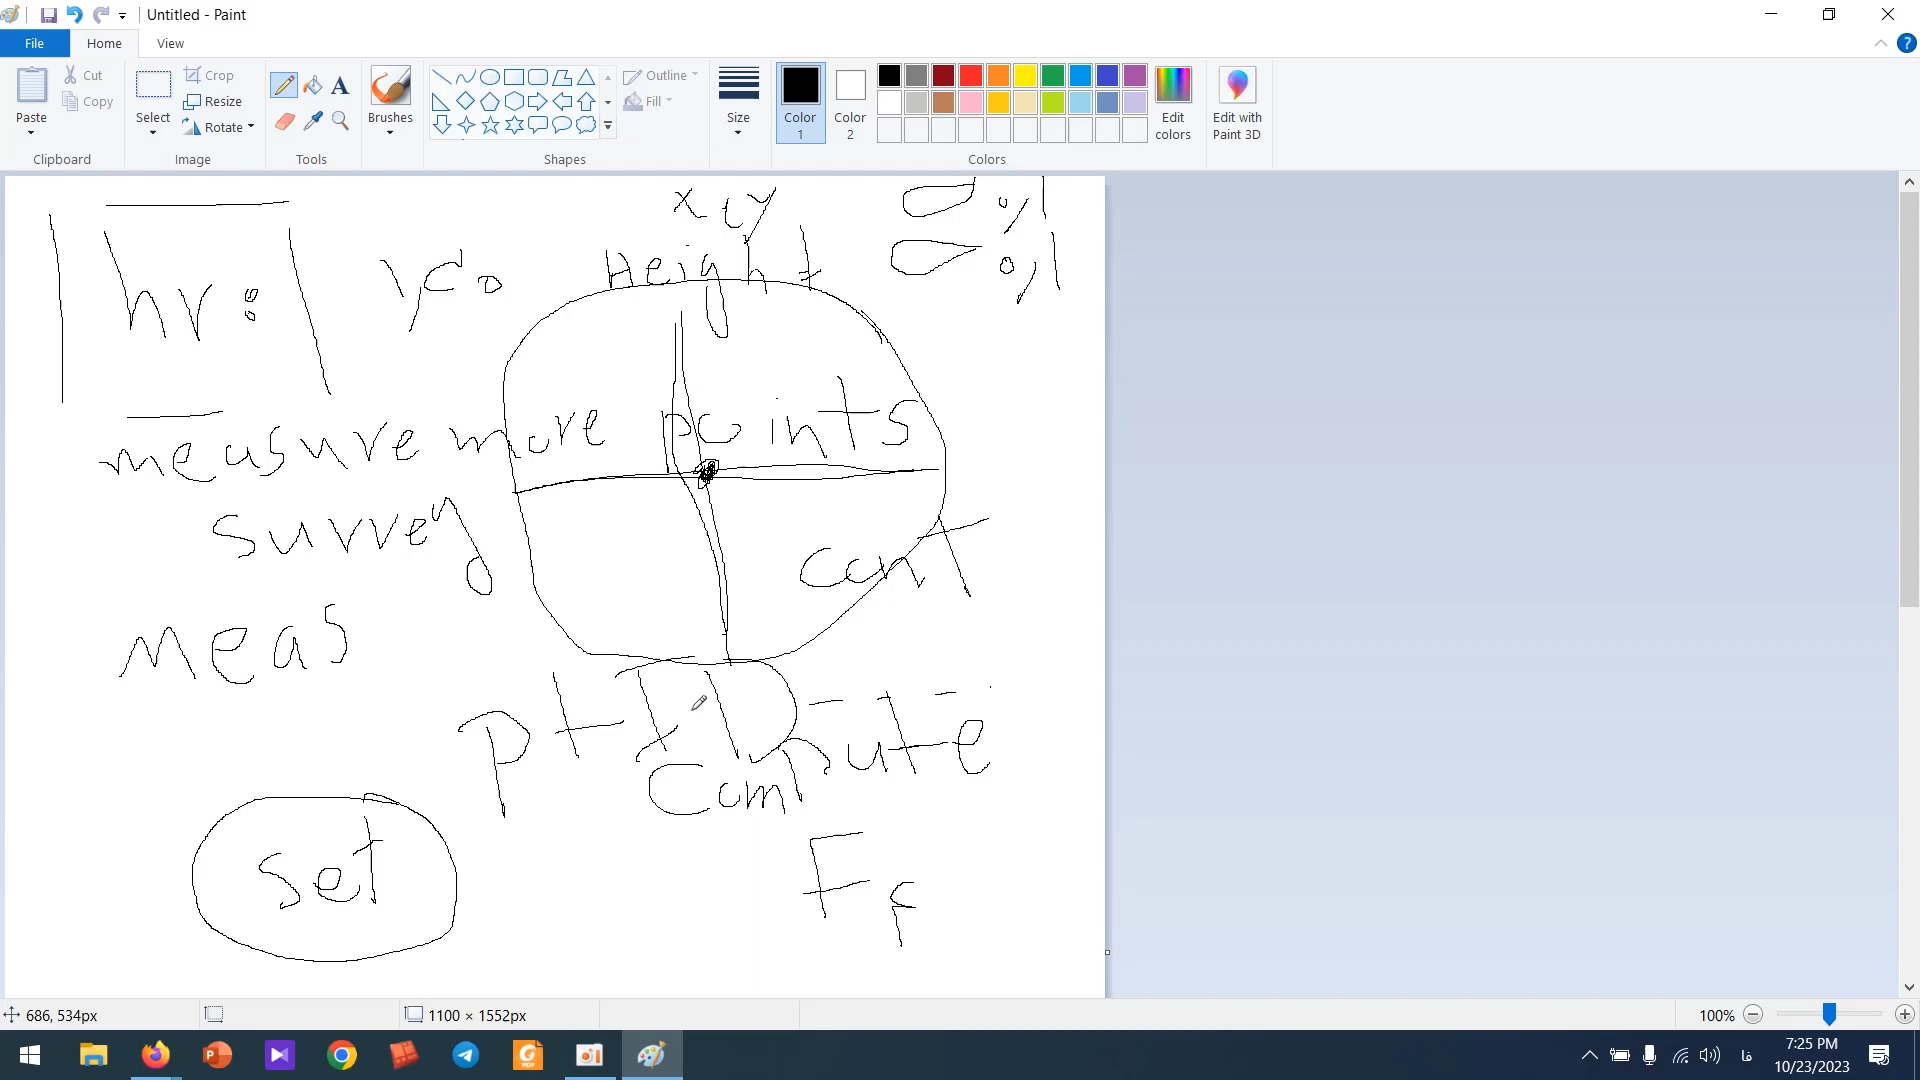 Untitled - Paint
File
Home
View
Paste
Cut
Copy
Clipboard
Select
Crop
Resize
Rotate
Image
Tools
Brushes
Shapes
Outline
Fill
Size
Color 1
Color 2
Edit colors
Colors
Edit with Paint 3D
x, y
hr:
Height
measure more points
survey
cont
meas
pt
set
F
F
686, 534px
1100 × 1552px
100%
7:25 PM
فا
10/23/2023